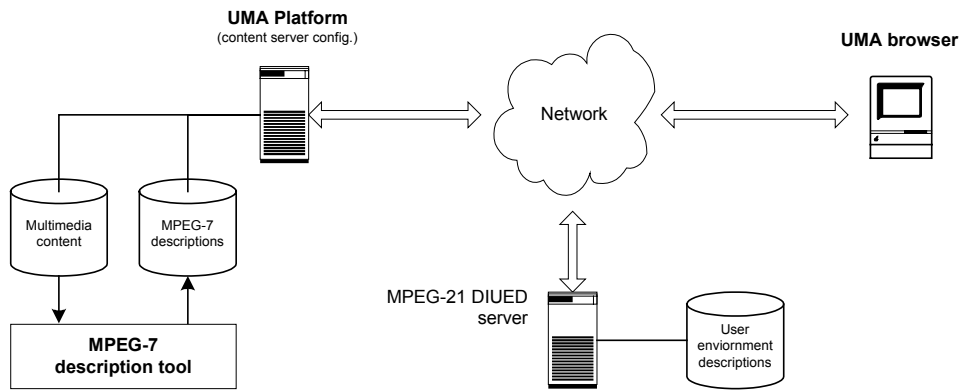 UMA Platform
(content server config.)
UMA browser
Network
Multimedia
content
MPEG-7
descriptions
MPEG-21 DIUED
server
User
enviornment
descriptions
MPEG-7
description tool